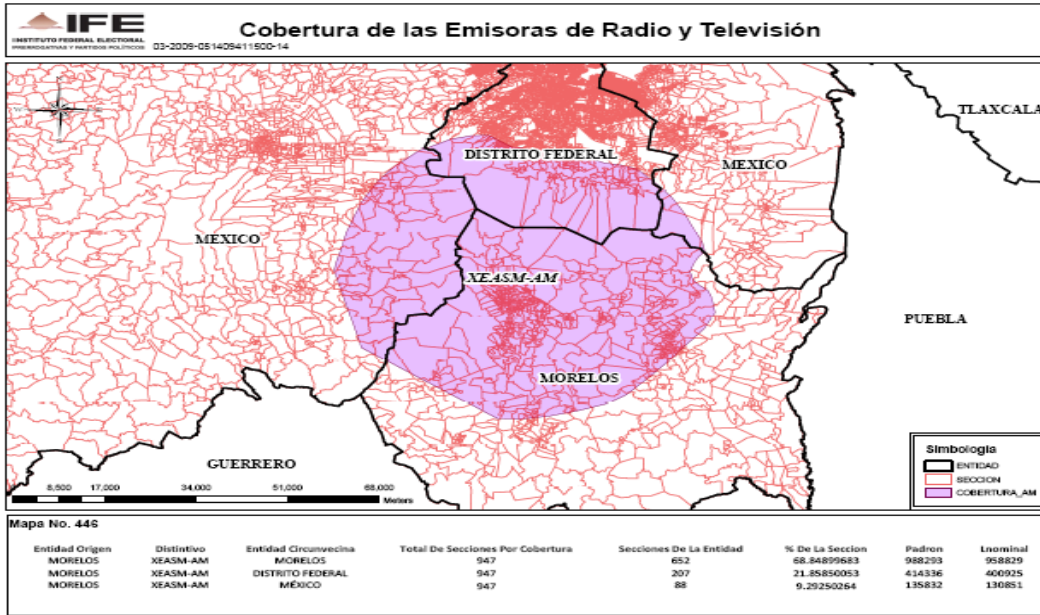 IFE
INSTITUTO FEDERAL ELECTORAL
PRERROGATIVAS Y PARTIDOS POLÍTICOS
03-2009-051409411500-14
Cobertura de las Emisoras de Radio y Televisión
TLAXCALA
DISTRITO FEDERAL
MEXICO
MEXICO
XEASM-AM
PUEBLA
MORELOS
GUERRERO
8,500 17,000 34,000 51,000 68,000
Meters
Simbología
ENTIDAD
SECCION
COBERTURA_AM
Mapa No. 446
Entidad Origen Distintivo Entidad Circunvecina Total De Secciones Por Cobertura Secciones De La Entidad % De La Seccion Padron Lnominal
MORELOS XEASM-AM MORELOS 947 652 68.84899683 988293 958829
MORELOS XEASM-AM DISTRITO FEDERAL 947 207 21.85850053 414336 400925
MORELOS XEASM-AM MÉXICO 947 88 9.29250264 135832 130851